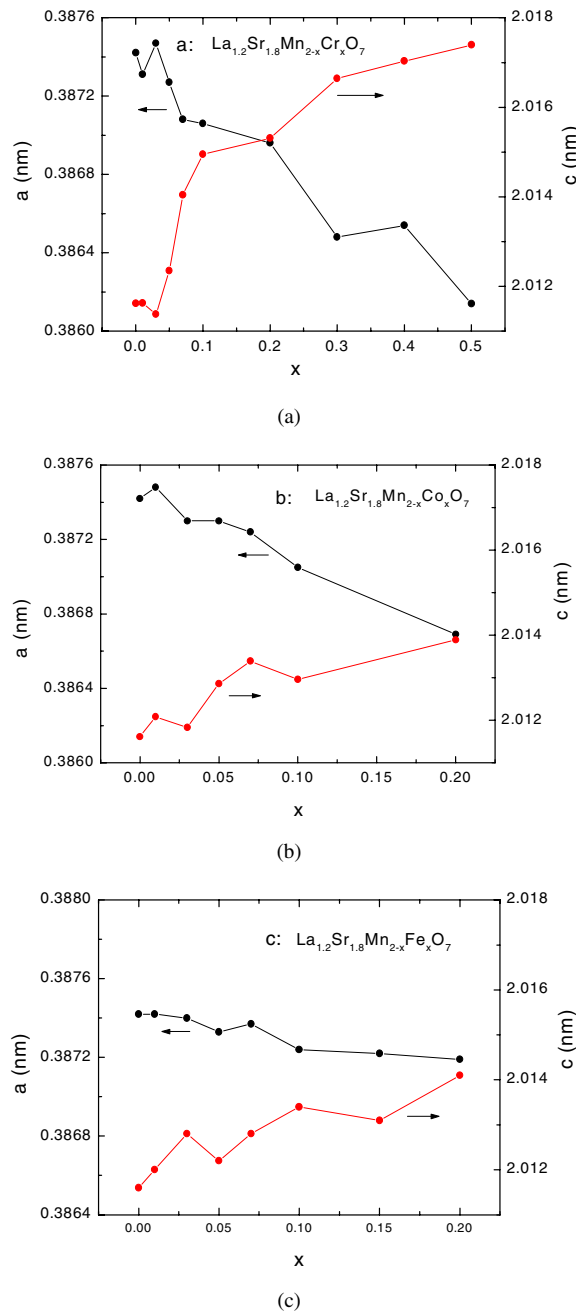 0.3876
0.3872
0.3868
0.3864
0.3860
a (nm)
a: La1.2Sr1.8Mn2-xCrxO7
2.018
2.016
2.014
2.012
c (nm)
0.0 0.1 0.2 0.3 0.4 0.5
x
(a)
0.3876
0.3872
0.3868
0.3864
0.3860
a (nm)
b: La1.2Sr1.8Mn2-xCoxO7
2.018
2.016
2.014
2.012
c (nm)
0.00 0.05 0.10 0.15 0.20
x
(b)
0.3880
0.3876
0.3872
0.3868
0.3864
a (nm)
c: La1.2Sr1.8Mn2-xFexO7
2.018
2.016
2.014
2.012
c (nm)
0.00 0.05 0.10 0.15 0.20
x
(c)